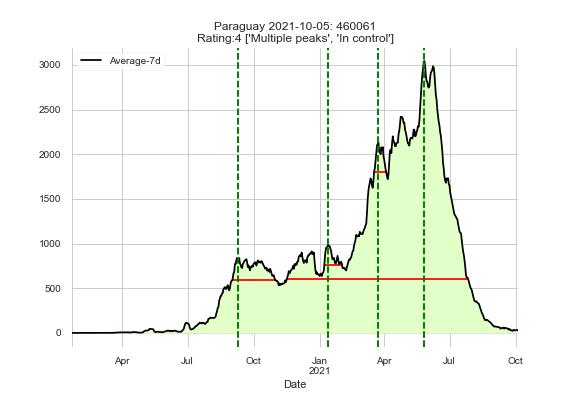 Paraguay 2021-10-05: 460061
Rating:4 ['Multiple peaks', 'In control']
Average-7d
3000
2500
2000
1500
1000
500
0
Apr Jul Oct Jan Apr Jul Oct
2021
Date